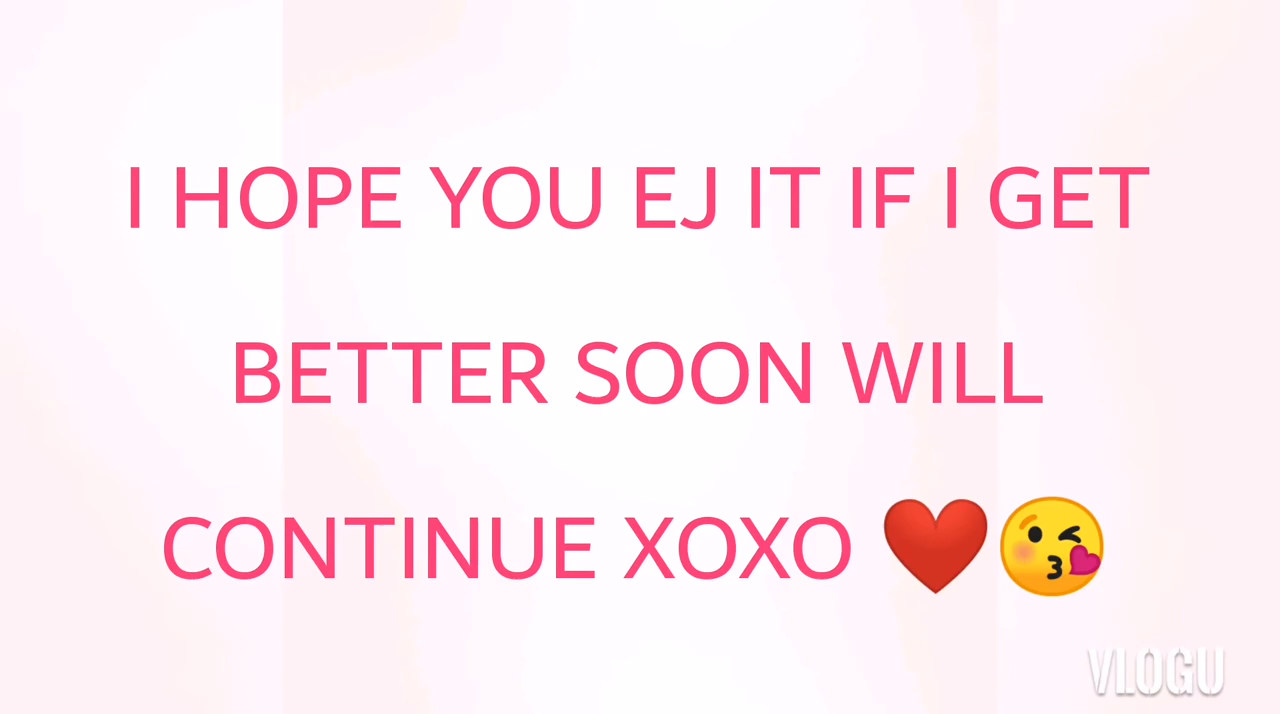 I HOPE YOU EJ IT IF I GET
BETTER SOON WILL
CONTINUE XOXO ❤️😘
VLOGU